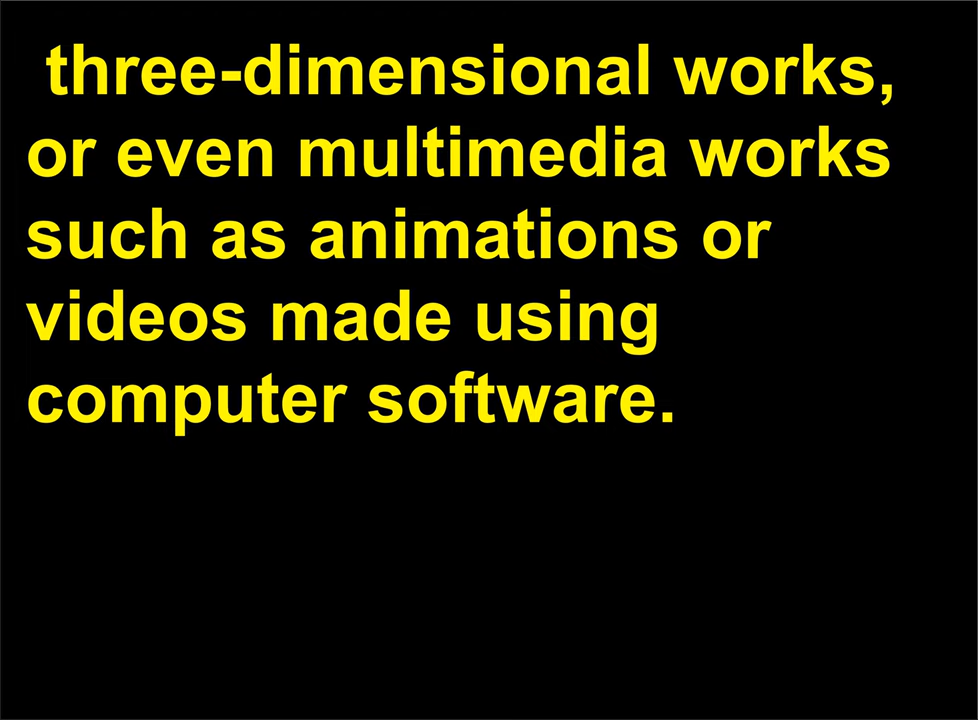 three-dimensional works,
or even multimedia works
such as animations or
videos made using
computer software.